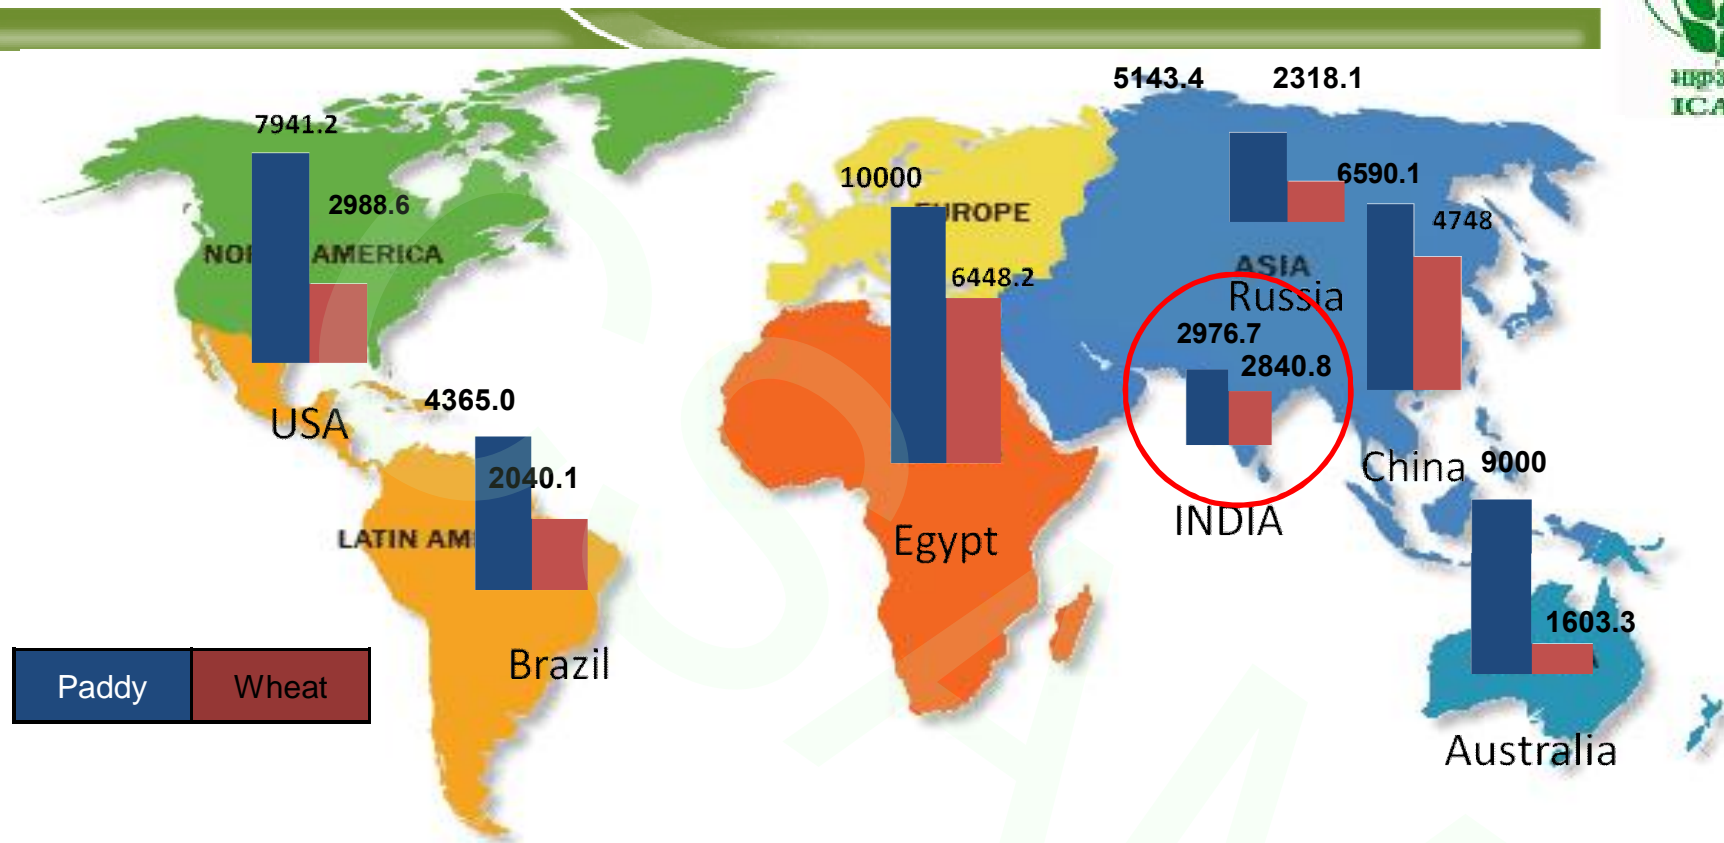 5143.4 2318.1
7941.2
2988.6
10000
6590.1
4748
EUROPE
6448.2
AMERICA
ASIA
Russia
2976.7
2840.8
4365.0
USA
2040.1
China
9000
INDIA
LATIN AM
Egypt
1603.3
Brazil
Paddy Wheat
Australia